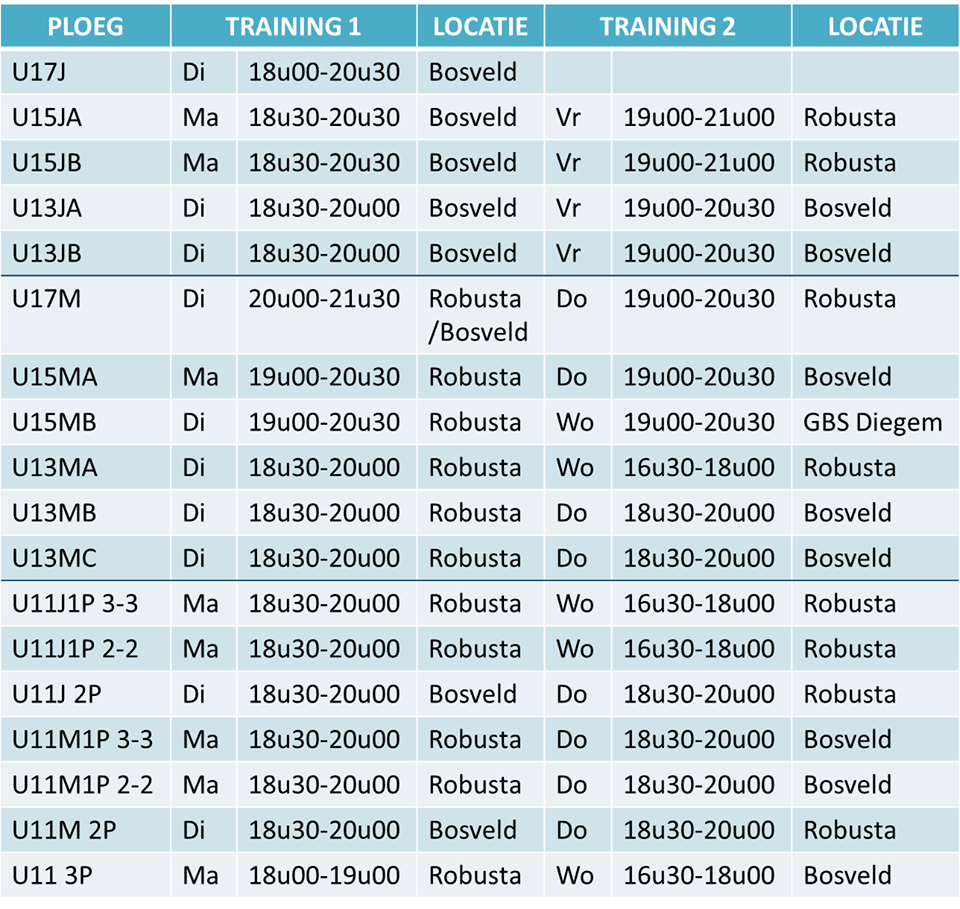 PLOEG TRAINING 1 LOCATIE TRAINING 2 LOCATIE
U17J Di 18u00-20u30 Bosveld
U15JA Ma 18u30-20u30 Bosveld Vr 19u00-21u00 Robusta
U15JB Ma 18u30-20u30 Bosveld Vr 19u00-21u00 Robusta
U13JA Di 18u30-20u00 Bosveld Vr 19u00-20u30 Bosveld
U13JB Di 18u30-20u00 Bosveld Vr 19u00-20u30 Bosveld
U17M Di 20u00-21u30 Robusta Do 19u00-20u30 Robusta
/Bosveld
U15MA Ma 19u00-20u30 Robusta Do 19u00-20u30 Bosveld
U15MB Di 19u00-20u30 Robusta Wo 19u00-20u30 GBS Diegem
U13MA Di 18u30-20u00 Robusta Wo 16u30-18u00 Robusta
U13MB Di 18u30-20u00 Robusta Do 18u30-20u00 Bosveld
U13MC Di 18u30-20u00 Robusta Do 18u30-20u00 Bosveld
U11J1P 3-3 Ma 18u30-20u00 Robusta Wo 16u30-18u00 Robusta
U11J1P 2-2 Ma 18u30-20u00 Robusta Wo 16u30-18u00 Robusta
U11J 2P Di 18u30-20u00 Bosveld Do 18u30-20u00 Robusta
U11M1P 3-3 Ma 18u30-20u00 Robusta Do 18u30-20u00 Bosveld
U11M1P 2-2 Ma 18u30-20u00 Robusta Do 18u30-20u00 Bosveld
U11M 2P Di 18u30-20u00 Bosveld Do 18u30-20u00 Robusta
U11 3P Ma 18u00-19u00 Robusta Wo 16u30-18u00 Bosveld